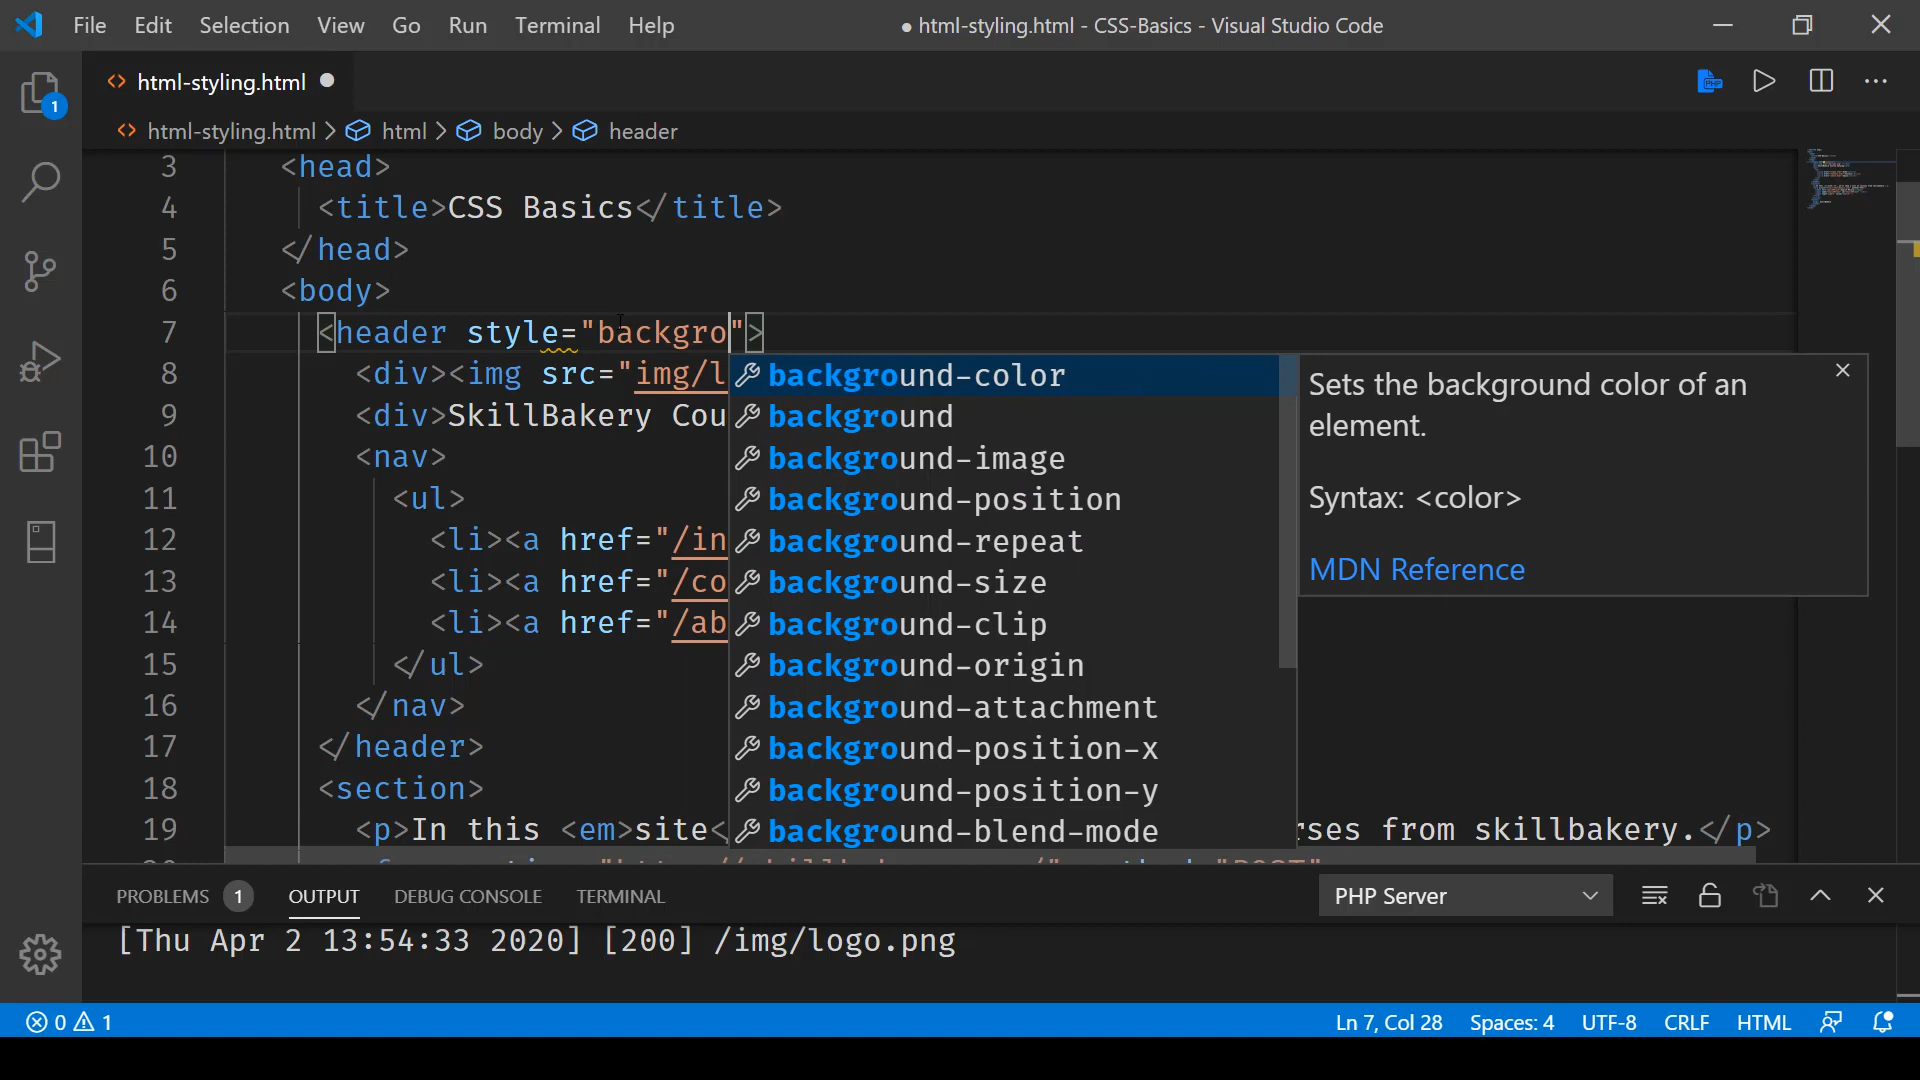 File Edit Selection View Go Run Terminal Help ● html-styling.html - CSS-Basics - Visual Studio Code
<> html-styling.html ●
<> html-styling.html > html > body > header
1
PHP
3 <head>
4 <title>CSS Basics</title>
5 </head>
6 <body>
7 <header style="backgro">
8 <div><img src="img/l
9 <div>SkillBakery Cou
10 <nav>
11 <ul>
12 <li><a href="/in
13 <li><a href="/co
14 <li><a href="/ab
15 </ul>
16 </nav>
17 </header>
18 <section>
19 <p>In this <em>site< rses from skillbakery.</p>
background-color
background
background-image
background-position
background-repeat
background-size
background-clip
background-origin
background-attachment
background-position-x
background-position-y
background-blend-mode
Sets the background color of an
element.
Syntax: <color>
MDN Reference
PROBLEMS 1 OUTPUT DEBUG CONSOLE TERMINAL PHP Server
[Thu Apr 2 13:54:33 2020] [200] /img/logo.png
0 1 Ln 7, Col 28 Spaces: 4 UTF-8 CRLF HTML